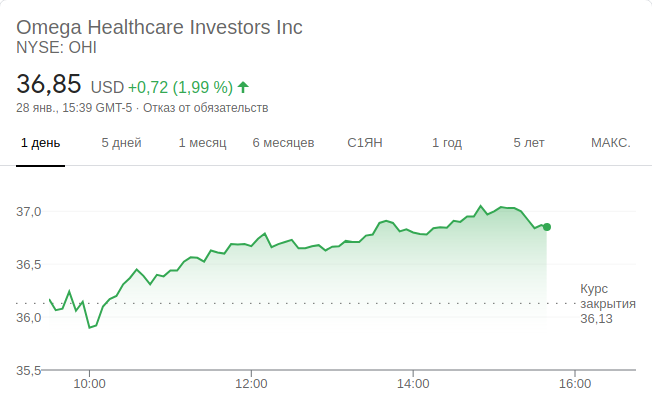 Omega Healthcare Investors Inc
NYSE: OHI
36,85 USD +0,72 (1,99 %)
28 янв., 15:39 GMT-5 · Отказ от обязательств
1 день 5 дней 1 месяц 6 месяцев С1ЯН 1 год 5 лет МАКС.
37,0
36,5
Курс
закрытия
36,13
36,0
35,5
10:00 12:00 14:00 16:00